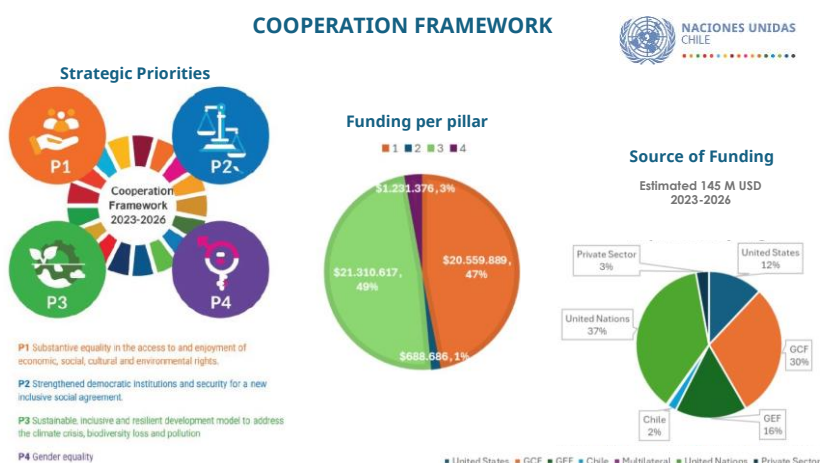 COOPERATION FRAMEWORK
NACIONES UNIDAS
CHILE
Strategic Priorities
P1
P2
Cooperation
Framework
2023-2026
P3
P4
P1 Substantive equality in the access to and enjoyment of
economic, social, cultural and environmental rights.
P2 Strengthened democratic institutions and security for a new
inclusive social agreement.
P3 Sustainable, inclusive and resilient development model to address
the climate crisis, biodiversity loss and pollution
P4 Gender equality
Funding per pillar
1 2 3 4
$1.231.376, 3%
$20.559.889,
47%
$21.310.617,
49%
$688.686, 1%
Source of Funding
Estimated 145 M USD
2023-2026
Private Sector
3%
United States
12%
United Nations
37%
GCF
30%
Chile
2%
GEF
16%
United States GCF GEF Chile Multilateral United Nations Private Sector